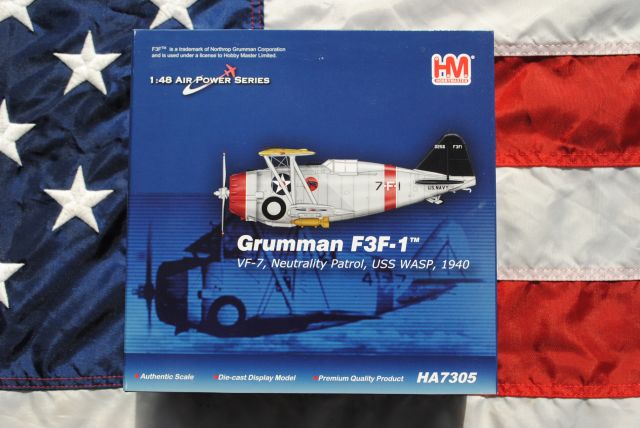 F3F™ is a trademark of Northrop Grumman Corporation
and is used under a license to Hobby Master Limited.
1:48 AIR POWER SERIES
HM
HOBBYMASTER
0268 F3F1
7-F-1
U.S. NAVY
Grumman F3F-1™
VF-7, Neutrality Patrol, USS WASP, 1940
Authentic Scale
Die-cast Display Model
Premium Quality Product
HA7305